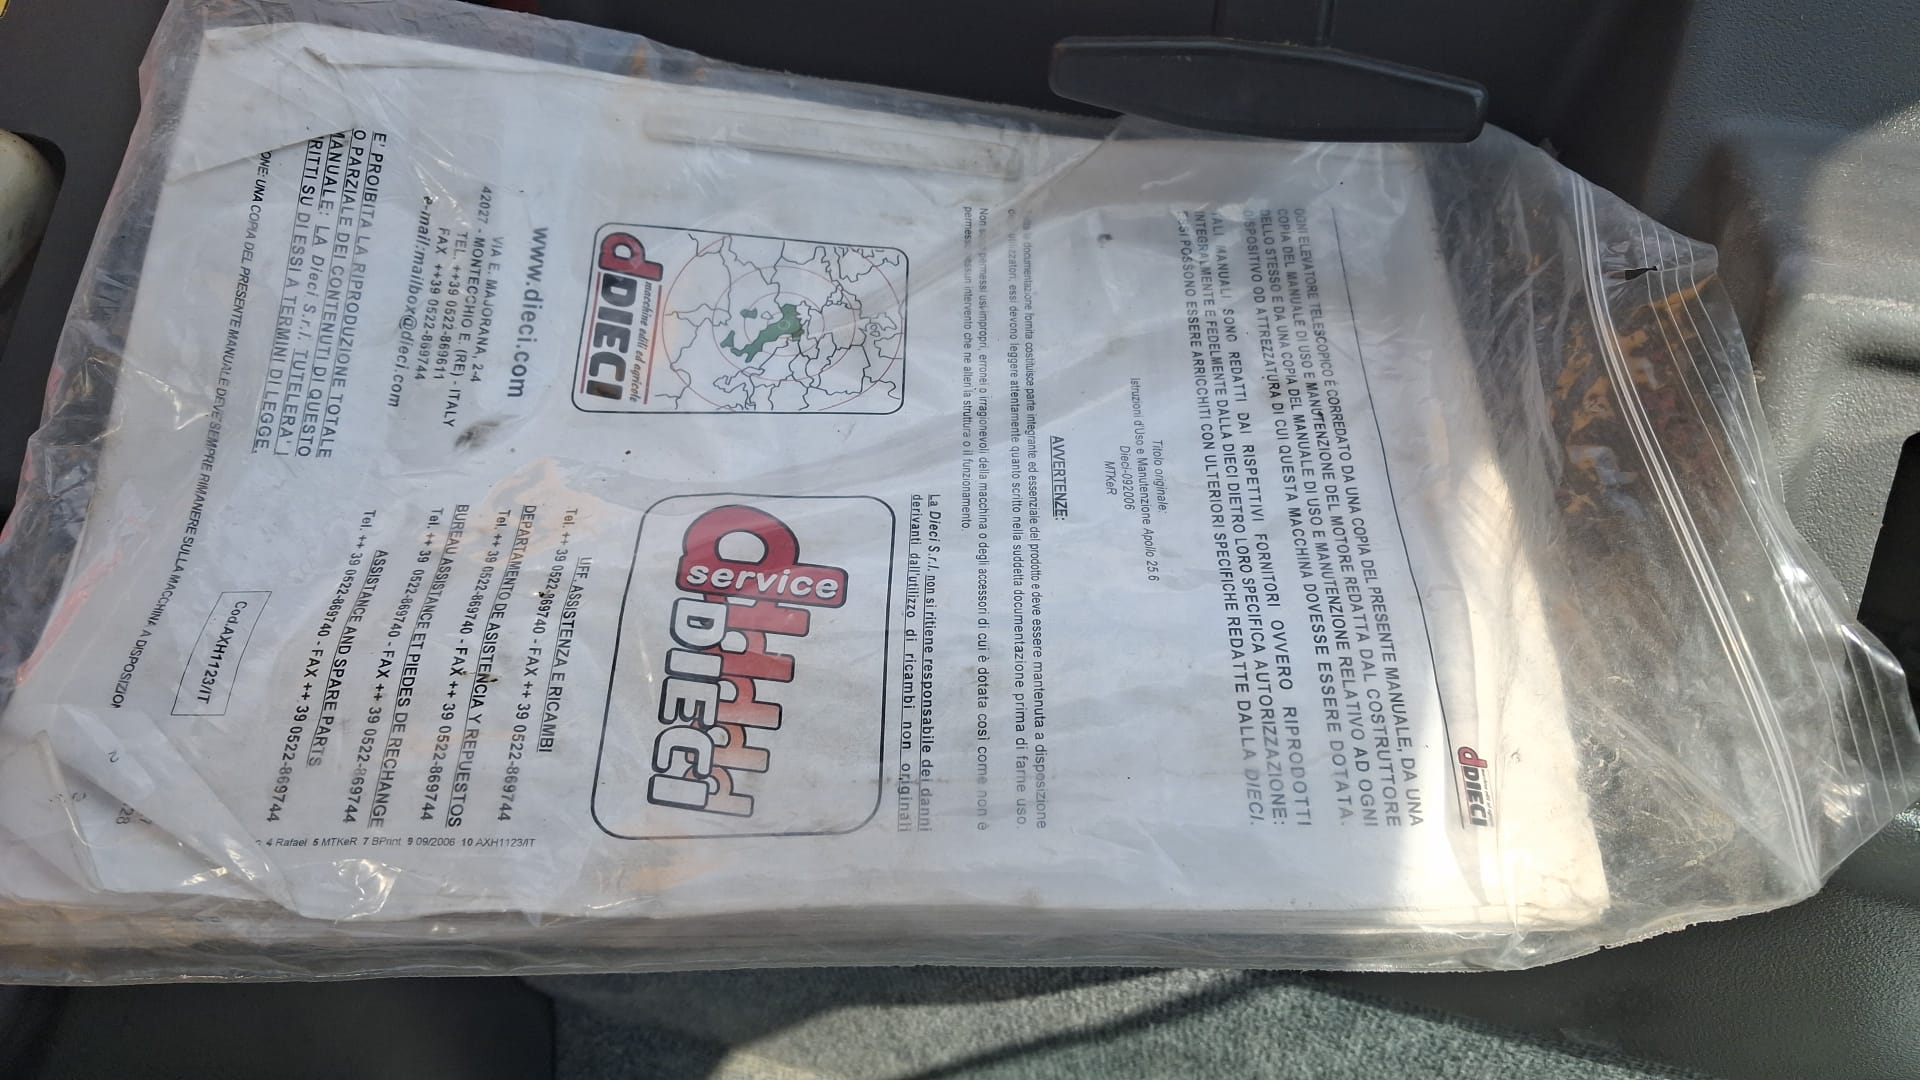 dDIECI
OGNI ELEVATORE TELESCOPICO È CORREDATO DA UNA COPIA DEL PRESENTE MANUALE, DA UNA
COPIA DEL MANUALE DI USO E MANUTENZIONE DEL MOTORE REDATTA DAL COSTRUTTORE
DELLO STESSO E DA UNA COPIA DEL MANUALE DI USO E MANUTENZIONE RELATIVO AD OGNI
DISPOSITIVO OD ATTREZZATURA DI CUI QUESTA MACCHINA DOVESSE ESSERE DOTATA.
TALI MANUALI SONO REDATTI DAI RISPETTIVI FORNITORI OVVERO RIPRODOTTI
INTEGRALMENTE E FEDELMENTE DALLA DIECI DIETRO LORO SPECIFICA AUTORIZZAZIONE:
ESSI POSSONO ESSERE ARRICCHITI CON ULTERIORI SPECIFICHE REDATTE DALLA DIECI.
Titolo originale:
Istruzioni d'Uso e Manutenzione Apollo 25.6
Dieci-092006
MTKeR
AVVERTENZE:
documentazione fornita costituisce parte integrante ed essenziale del prodotto e deve essere mantenuta a disposizione
utilizzatori, essi devono leggere attentamente quanto scritto nella suddetta documentazione prima di farne uso.
Non sono permessi usi impropri, erronei o irragionevoli della macchina o degli accessori di cui è dotata così come non è
permesso nessun intervento che ne alteri la struttura o il funzionamento.
La Dieci S.r.l. non si ritiene responsabile dei danni
derivanti dall'utilizzo di ricambi non originali
macchine edili ed agricole
dDIECI
service
DIECI
www.dieci.com
VIA E. MAJORANA, 2-4
42027 - MONTECCHIO E. (RE) - ITALY
TEL. ++39 0522-869611
FAX ++39 0522-869744
e-mail:mailbox@dieci.com
UFF. ASSISTENZA E RICAMBI
Tel. ++ 39 0522-869740 - FAX ++ 39 0522-869744
DEPARTAMENTO DE ASISTENCIA Y REPUESTOS
Tel. ++ 39 0522-869740 - FAX ++ 39 0522-869744
BUREAU ASSISTANCE ET PIEDES DE RECHANGE
Tel. ++ 39 0522-869740 - FAX ++ 39 0522-869744
ASSISTANCE AND SPARE PARTS
Tel. ++ 39 0522-869740 - FAX ++ 39 0522-869744
E' PROIBITA LA RIPRODUZIONE TOTALE
O PARZIALE DEI CONTENUTI DI QUESTO
MANUALE: LA Dieci S.r.l. TUTELERA' I
RITTI SU DI ESSI A TERMINI DI LEGGE.
Cod.AXH1123/IT
ONE: UNA COPIA DEL PRESENTE MANUALE DEVE SEMPRE RIMANERE SULLA MACCHINA A DISPOSIZION
4 Rafael 5 MTKeR 7 BPrint 9 09/2006 10 AXH1123/IT